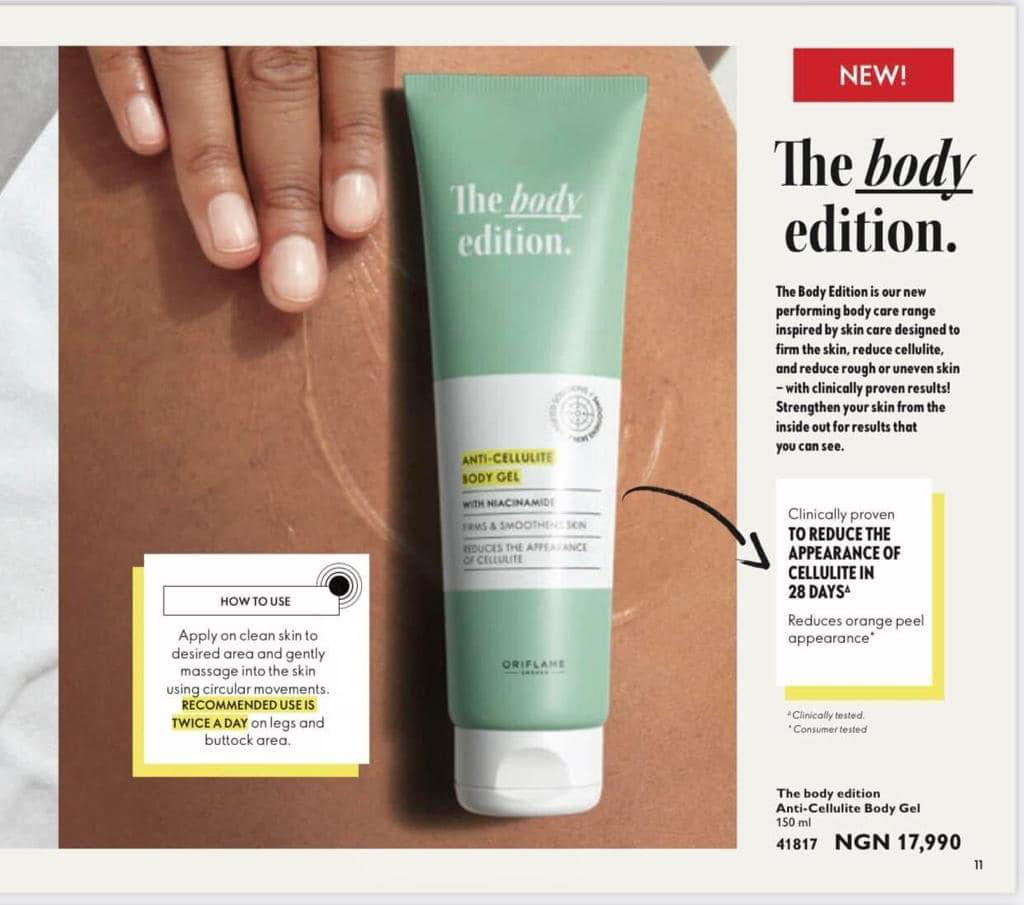 NEW!
The body
edition.
The Body Edition is our new
performing body care range
inspired by skin care designed to
firm the skin, reduce cellulite,
and reduce rough or uneven skin
– with clinically proven results!
Strengthen your skin from the
inside out for results that
you can see.
The body
edition.
ANTI-CELLULITE
BODY GEL
WITH NIACINAMIDE
FIRMS & SMOOTHENS SKIN
REDUCES THE APPEARANCE
OF CELLULITE
ORIFLAME
SWEDEN
Clinically proven
TO REDUCE THE
APPEARANCE OF
CELLULITE IN
28 DAYS∆
Reduces orange peel
appearance*
∆Clinically tested.
*Consumer tested
HOW TO USE
Apply on clean skin to
desired area and gently
massage into the skin
using circular movements.
RECOMMENDED USE IS
TWICE A DAY on legs and
buttock area.
The body edition
Anti-Cellulite Body Gel
150 ml
41817 NGN 17,990
11